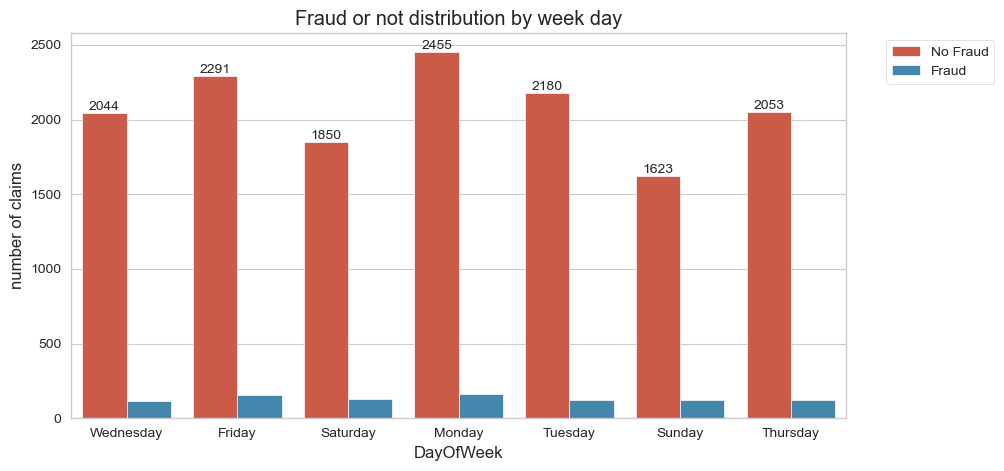 Fraud or not distribution by week day
No Fraud
Fraud
number of claims
2500
2000
1500
1000
500
0
2044
2291
1850
2455
2180
1623
2053
Wednesday Friday Saturday Monday Tuesday Sunday Thursday
DayOfWeek